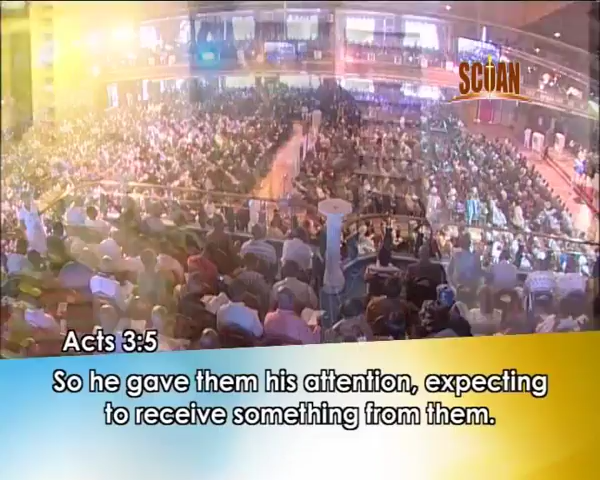 SCOAN
Acts 3:5
So he gave them his attention, expecting
to receive something from them.